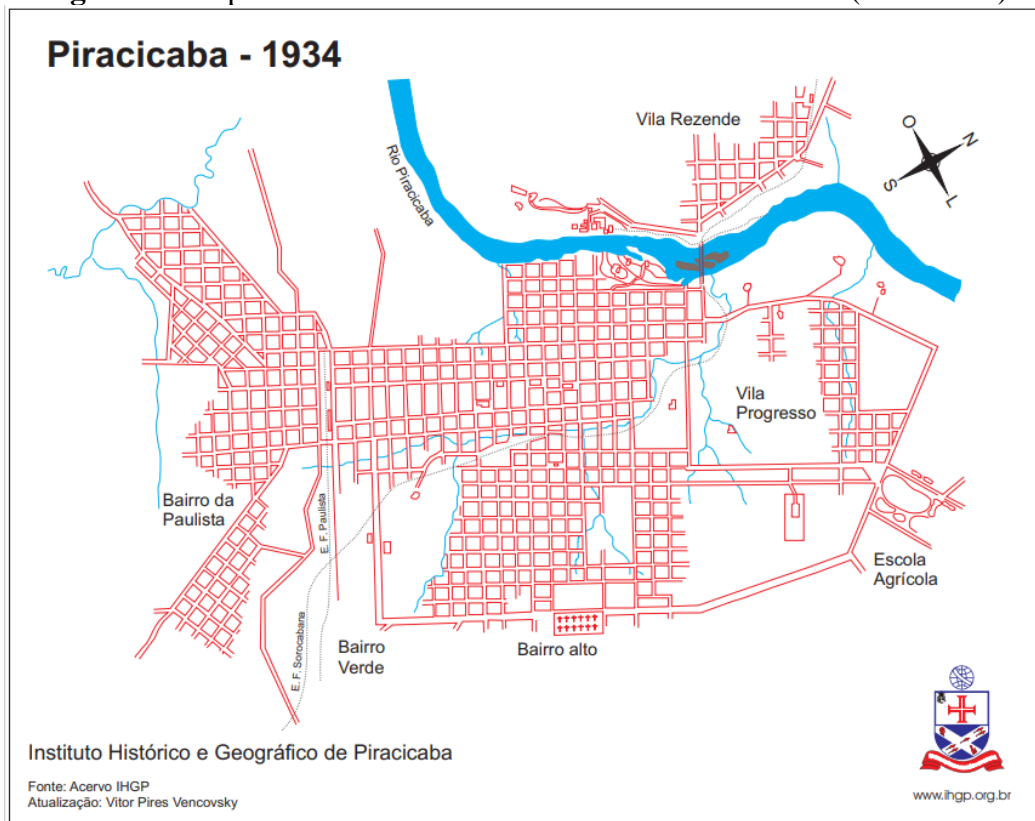 Piracicaba - 1934
Vila Rezende
Rio Piracicaba
O
N
S
L
Vila
Progresso
Bairro da
Paulista
E. F. Paulista
E. F. Sorocabana
Escola
Agrícola
Bairro
Verde
Bairro alto
Instituto Histórico e Geográfico de Piracicaba
Fonte: Acervo IHGP
Atualização: Vitor Pires Vencovsky
www.ihgp.org.br